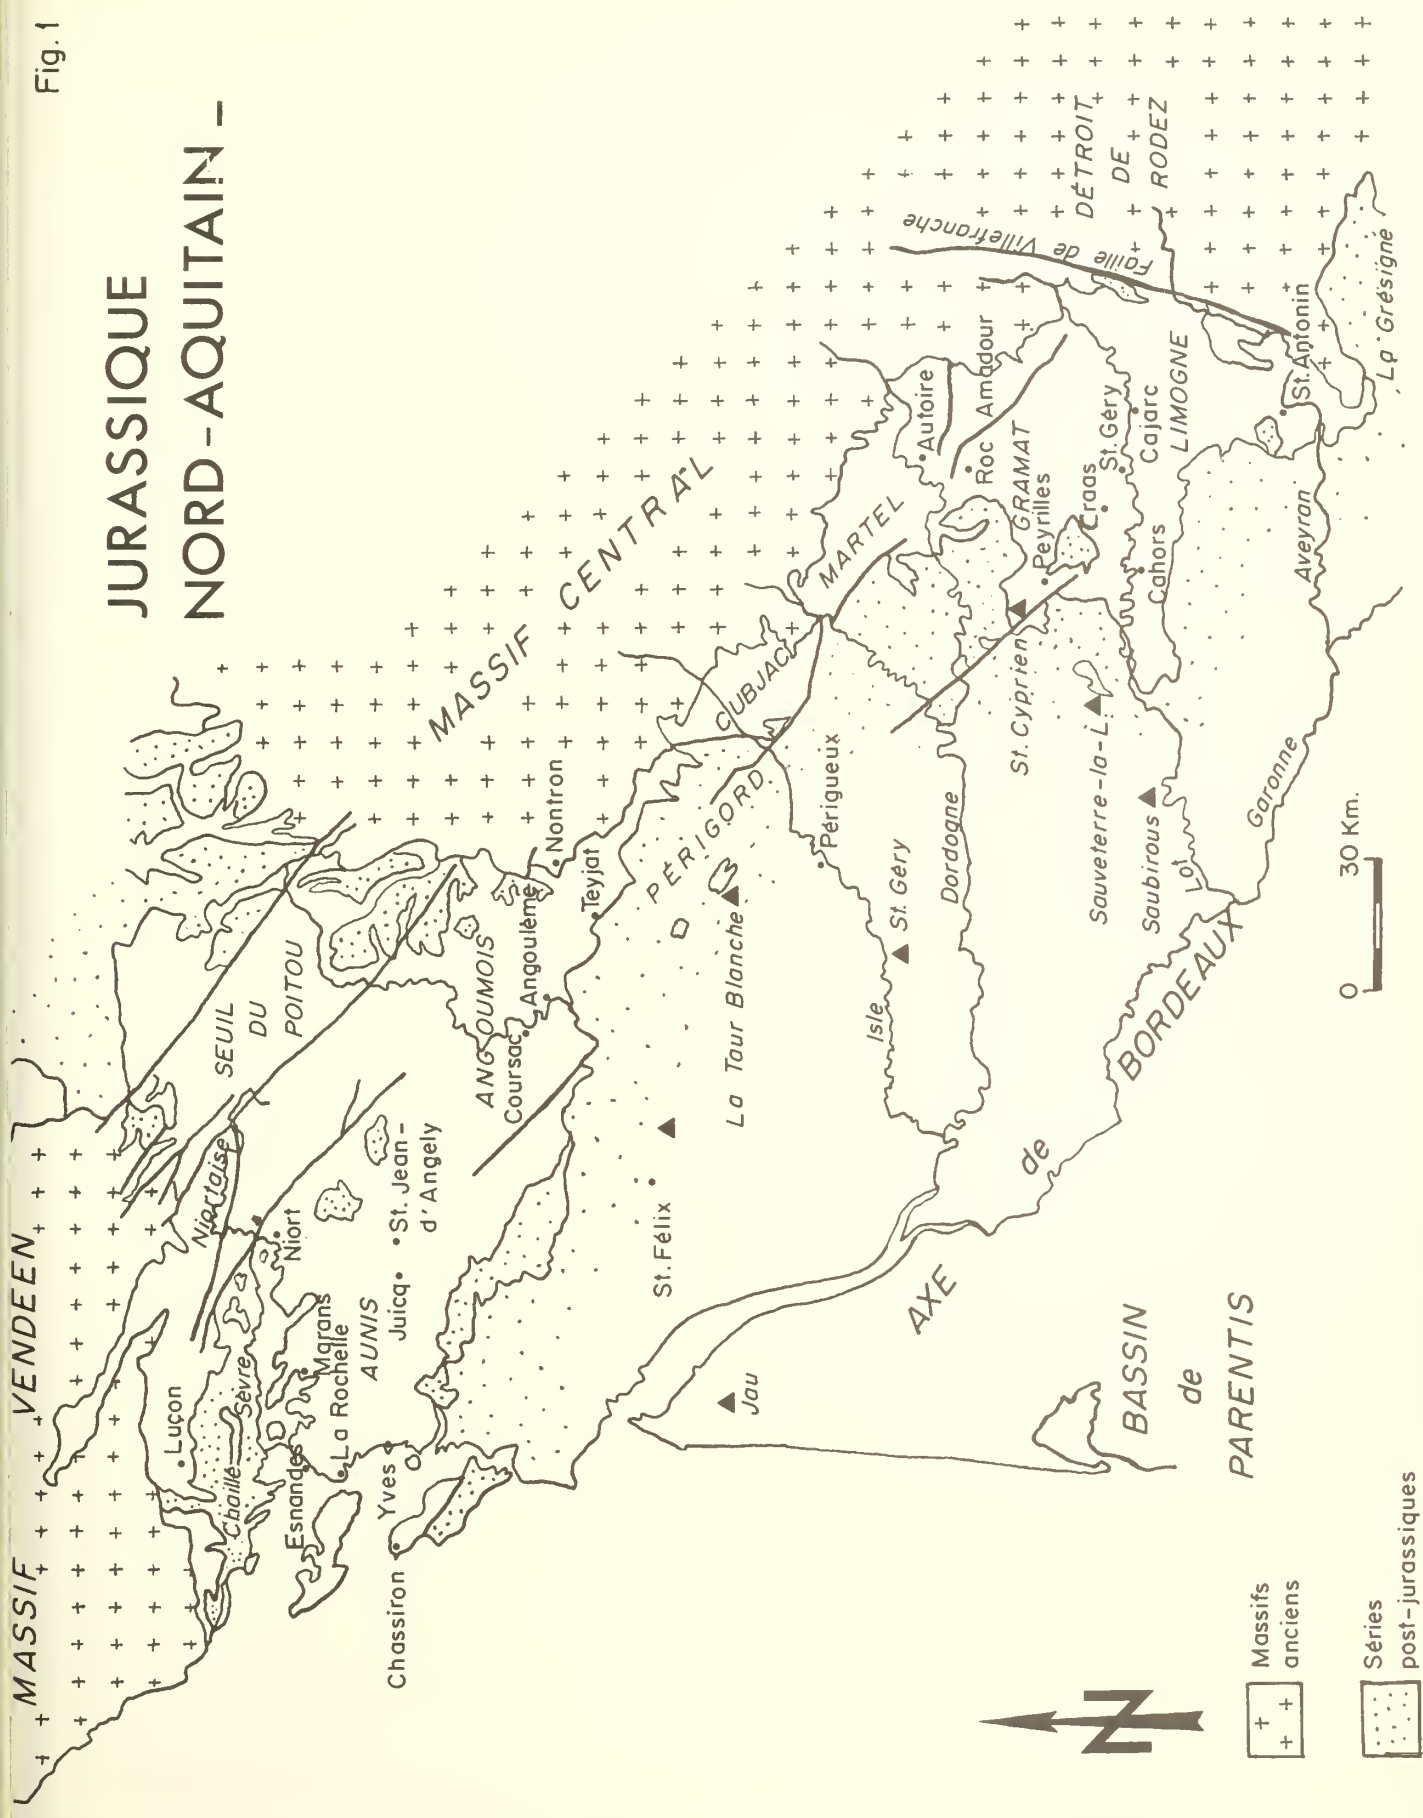 Fig. 1
JURASSIQUE
NORD-AQUITAIN_
MASSIF VENDEEN
MASSIF CENTRAL
SEUIL
DU
POITOU
DÉTROIT
DE
RODEZ
Faille de Villefranche
Luçon
Chaillé
Sèvre
Niortaise
Niort
Marans
Esnandes
La Rochelle
AUNIS
Yves
Chassiron
Juicq
St. Jean-
d'Angely
ANGOUMOIS
Coursac
Angoulême
Nontron
Teyjat
PÉRIGORD
CUBJAC
MARTEL
Périgueux
La Tour Blanche
St. Félix
Jau
Isle
St. Géry
Dordogne
St. Cyprien
Sauveterre-la-L.
Saubirous
Lot
Garonne
Aveyran
Autoire
Roc Amadour
GRAMAT
Peyrilles
Craas
St. Géry
Cajarc
LIMOGNE
Cahors
St. Antonin
La Grésigne
AXE
de
BORDEAUX
BASSIN
de
PARENTIS
0 30 Km.
N
Massifs
anciens
Séries
post-jurassiques